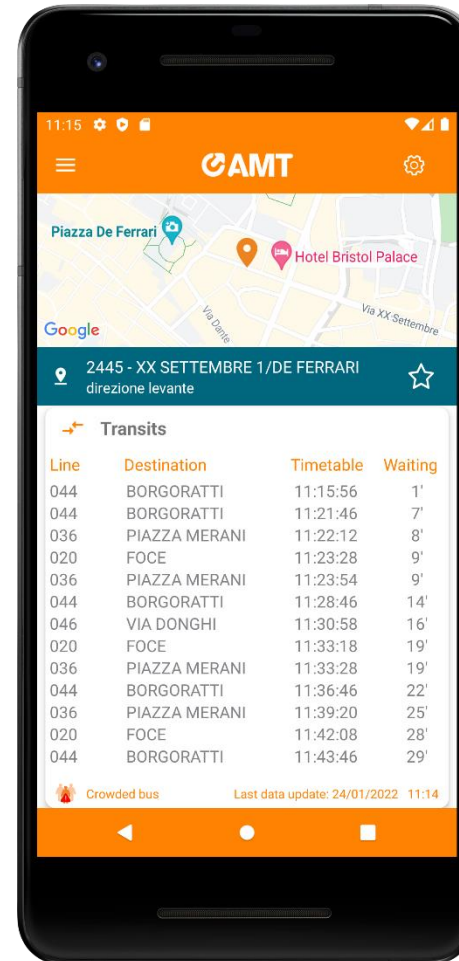 11:15
AMT
Piazza De Ferrari
Hotel Bristol Palace
Via Dante
Via XX Settembre
Google
2445 - XX SETTEMBRE 1/DE FERRARI
direzione levante
Transits
Line Destination Timetable Waiting
044 BORGORATTI 11:15:56 1'
044 BORGORATTI 11:21:46 7'
036 PIAZZA MERANI 11:22:12 8'
020 FOCE 11:23:28 9'
036 PIAZZA MERANI 11:23:54 9'
044 BORGORATTI 11:28:46 14'
046 VIA DONGHI 11:30:58 16'
020 FOCE 11:33:18 19'
036 PIAZZA MERANI 11:33:28 19'
044 BORGORATTI 11:36:46 22'
036 PIAZZA MERANI 11:39:20 25'
020 FOCE 11:42:08 28'
044 BORGORATTI 11:43:46 29'
Crowded bus Last data update: 24/01/2022 11:14